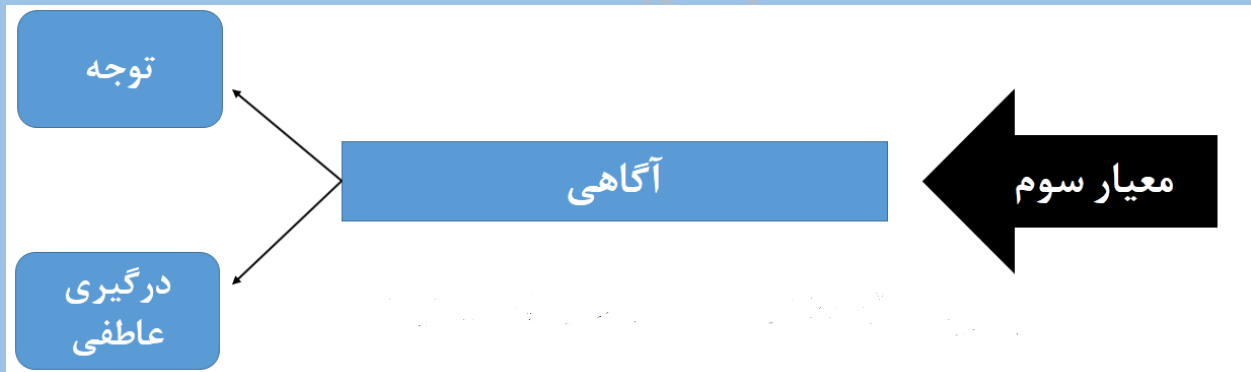 معیار سوم
آگاهی
توجه
درگیری
عاطفی